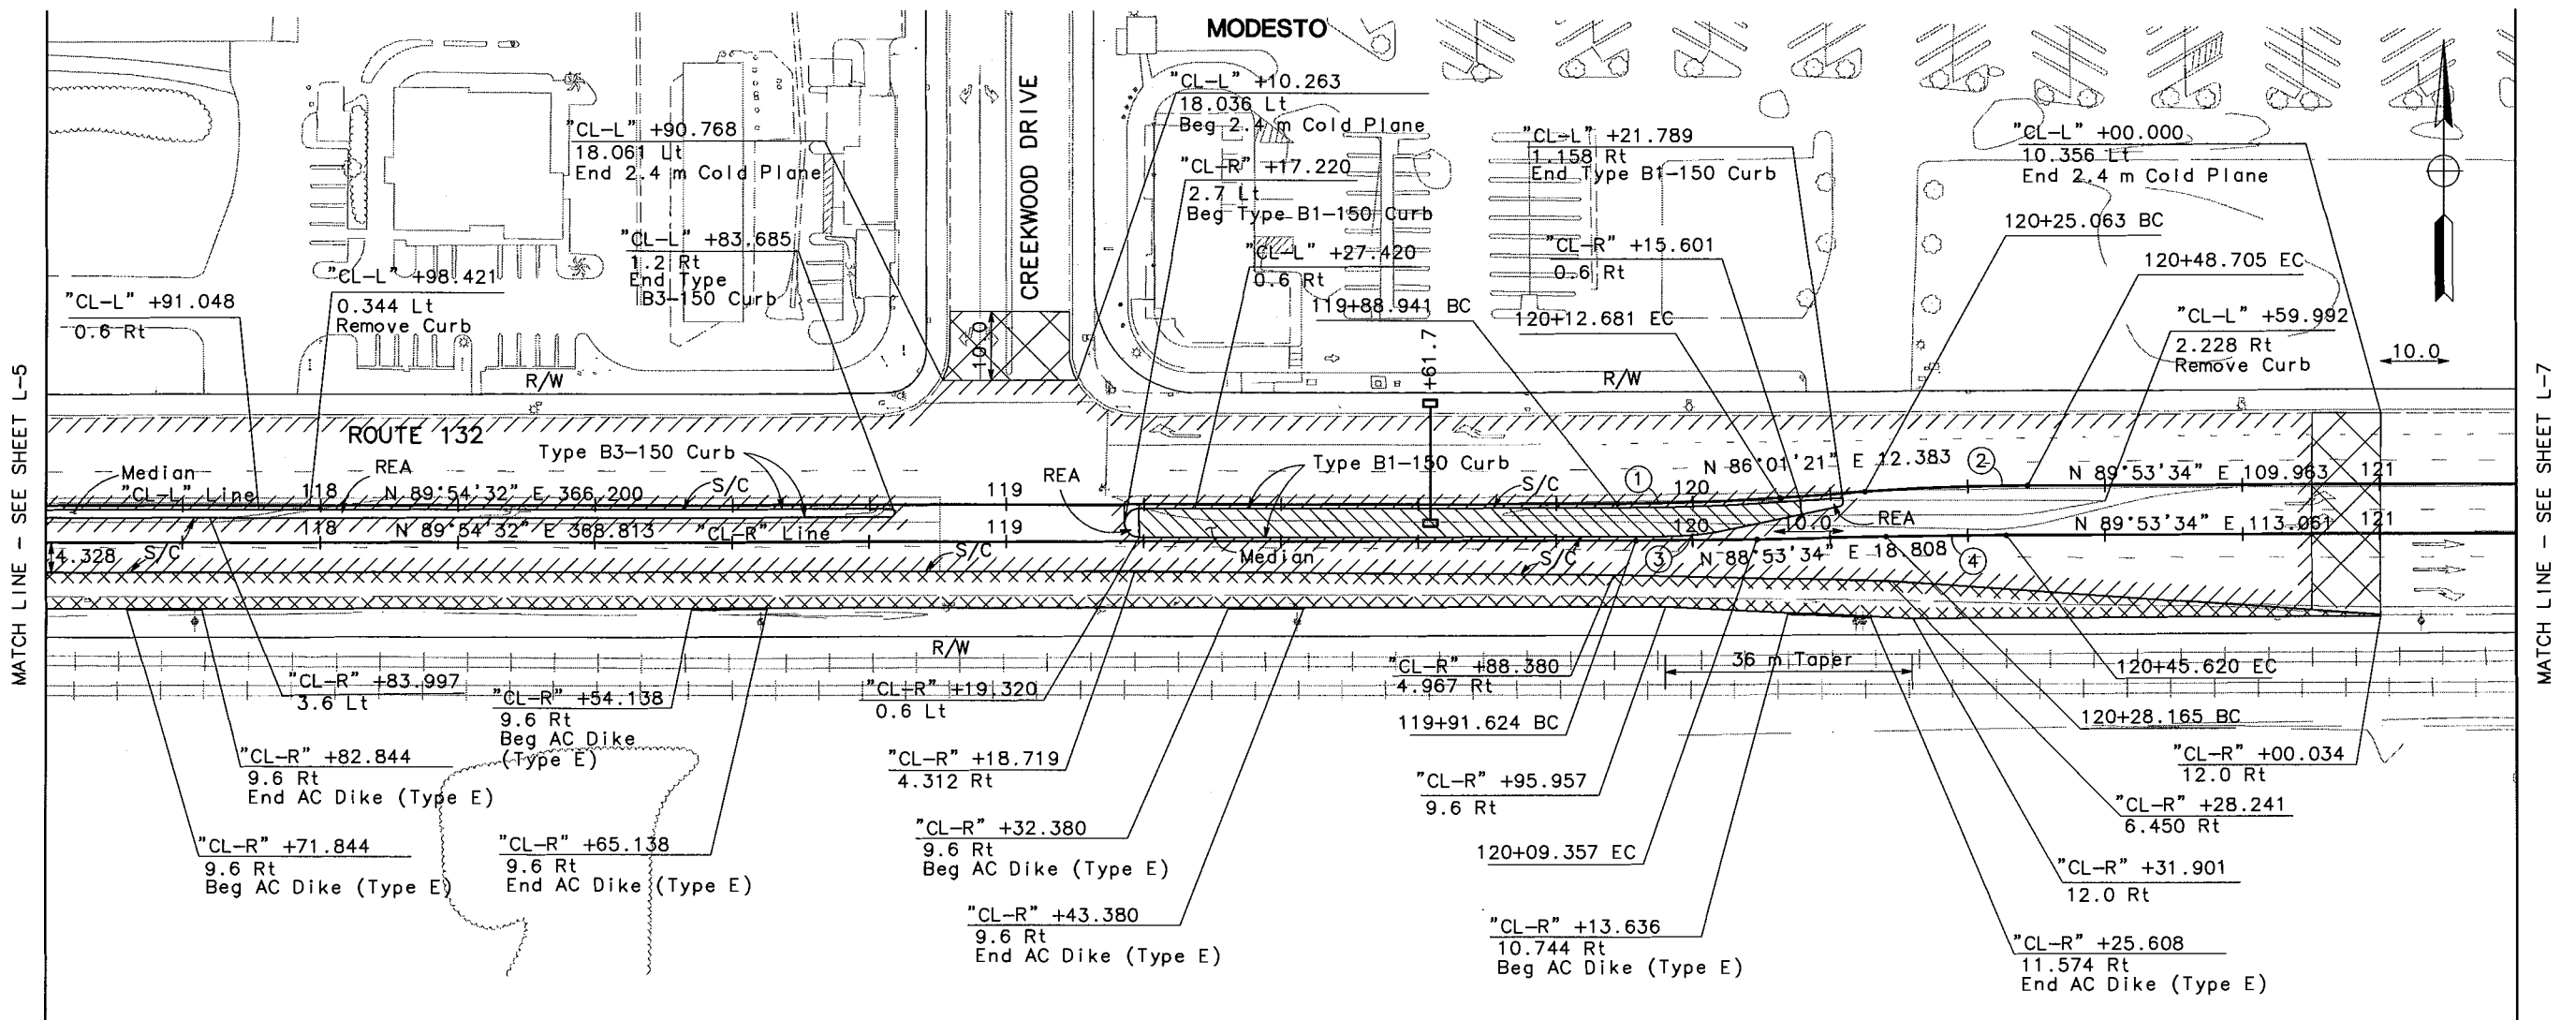 MODESTO
"CL-L" +10.263
18.036 Lt
Beg 2.4 m Cold Plane
"CL-L" +90.768
18.061 Lt
End 2.4 m Cold Plane
CREEKWOOD DRIVE
"CL-R" +17.220
2.7 Lt
Beg Type B1-150 Curb
"CL-L" +21.789
1.158 Rt
End Type B1-150 Curb
"CL-L" +00.000
10.356 Lt
End 2.4 m Cold Plane
120+25.063 BC
"CL-L" +83.685
1.2 Rt
End Type
B3-150 Curb
"CL-L" +27.420
0.6 Rt
"CL-R" +15.601
0.6 Rt
120+48.705 EC
"CL-L" +91.048
0.6 Rt
"CL-L" +98.421
0.344 Lt
Remove Curb
119+88.941 BC
120+12.681 EC
"CL-L" +59.992
2.228 Rt
Remove Curb
10.0
10.0
+61.7
R/W
R/W
MATCH LINE - SEE SHEET L-5
MATCH LINE - SEE SHEET L-7
ROUTE 132
Type B3-150 Curb
Type B1-150 Curb
Median
REA
REA
"CL-L" Line
118
N 89°54'32" E 366.200
S/C
119
S/C
1
120
N 86°01'21" E 12.383
2
N 89°53'34" E 109.963
121
118
N 89°54'32" E 368.813
"CL-R" Line
119
Median
120
10.0
REA
N 89°53'34" E 113.061
121
4.328
S/C
S/C
S/C
3
N 88°53'34" E 18.808
4
R/W
36 m Taper
"CL-R" +83.997
3.6 Lt
"CL-R" +54.138
9.6 Rt
Beg AC Dike
(Type E)
"CL-R" +19.320
0.6 Lt
"CL-R" +88.380
4.967 Rt
120+45.620 EC
119+91.624 BC
120+28.165 BC
"CL-R" +82.844
9.6 Rt
End AC Dike (Type E)
"CL-R" +18.719
4.312 Rt
"CL-R" +95.957
9.6 Rt
"CL-R" +00.034
12.0 Rt
"CL-R" +28.241
6.450 Rt
"CL-R" +71.844
9.6 Rt
Beg AC Dike (Type E)
"CL-R" +65.138
9.6 Rt
End AC Dike (Type E)
"CL-R" +32.380
9.6 Rt
Beg AC Dike (Type E)
120+09.357 EC
"CL-R" +31.901
12.0 Rt
"CL-R" +43.380
9.6 Rt
End AC Dike (Type E)
"CL-R" +13.636
10.744 Rt
Beg AC Dike (Type E)
"CL-R" +25.608
11.574 Rt
End AC Dike (Type E)